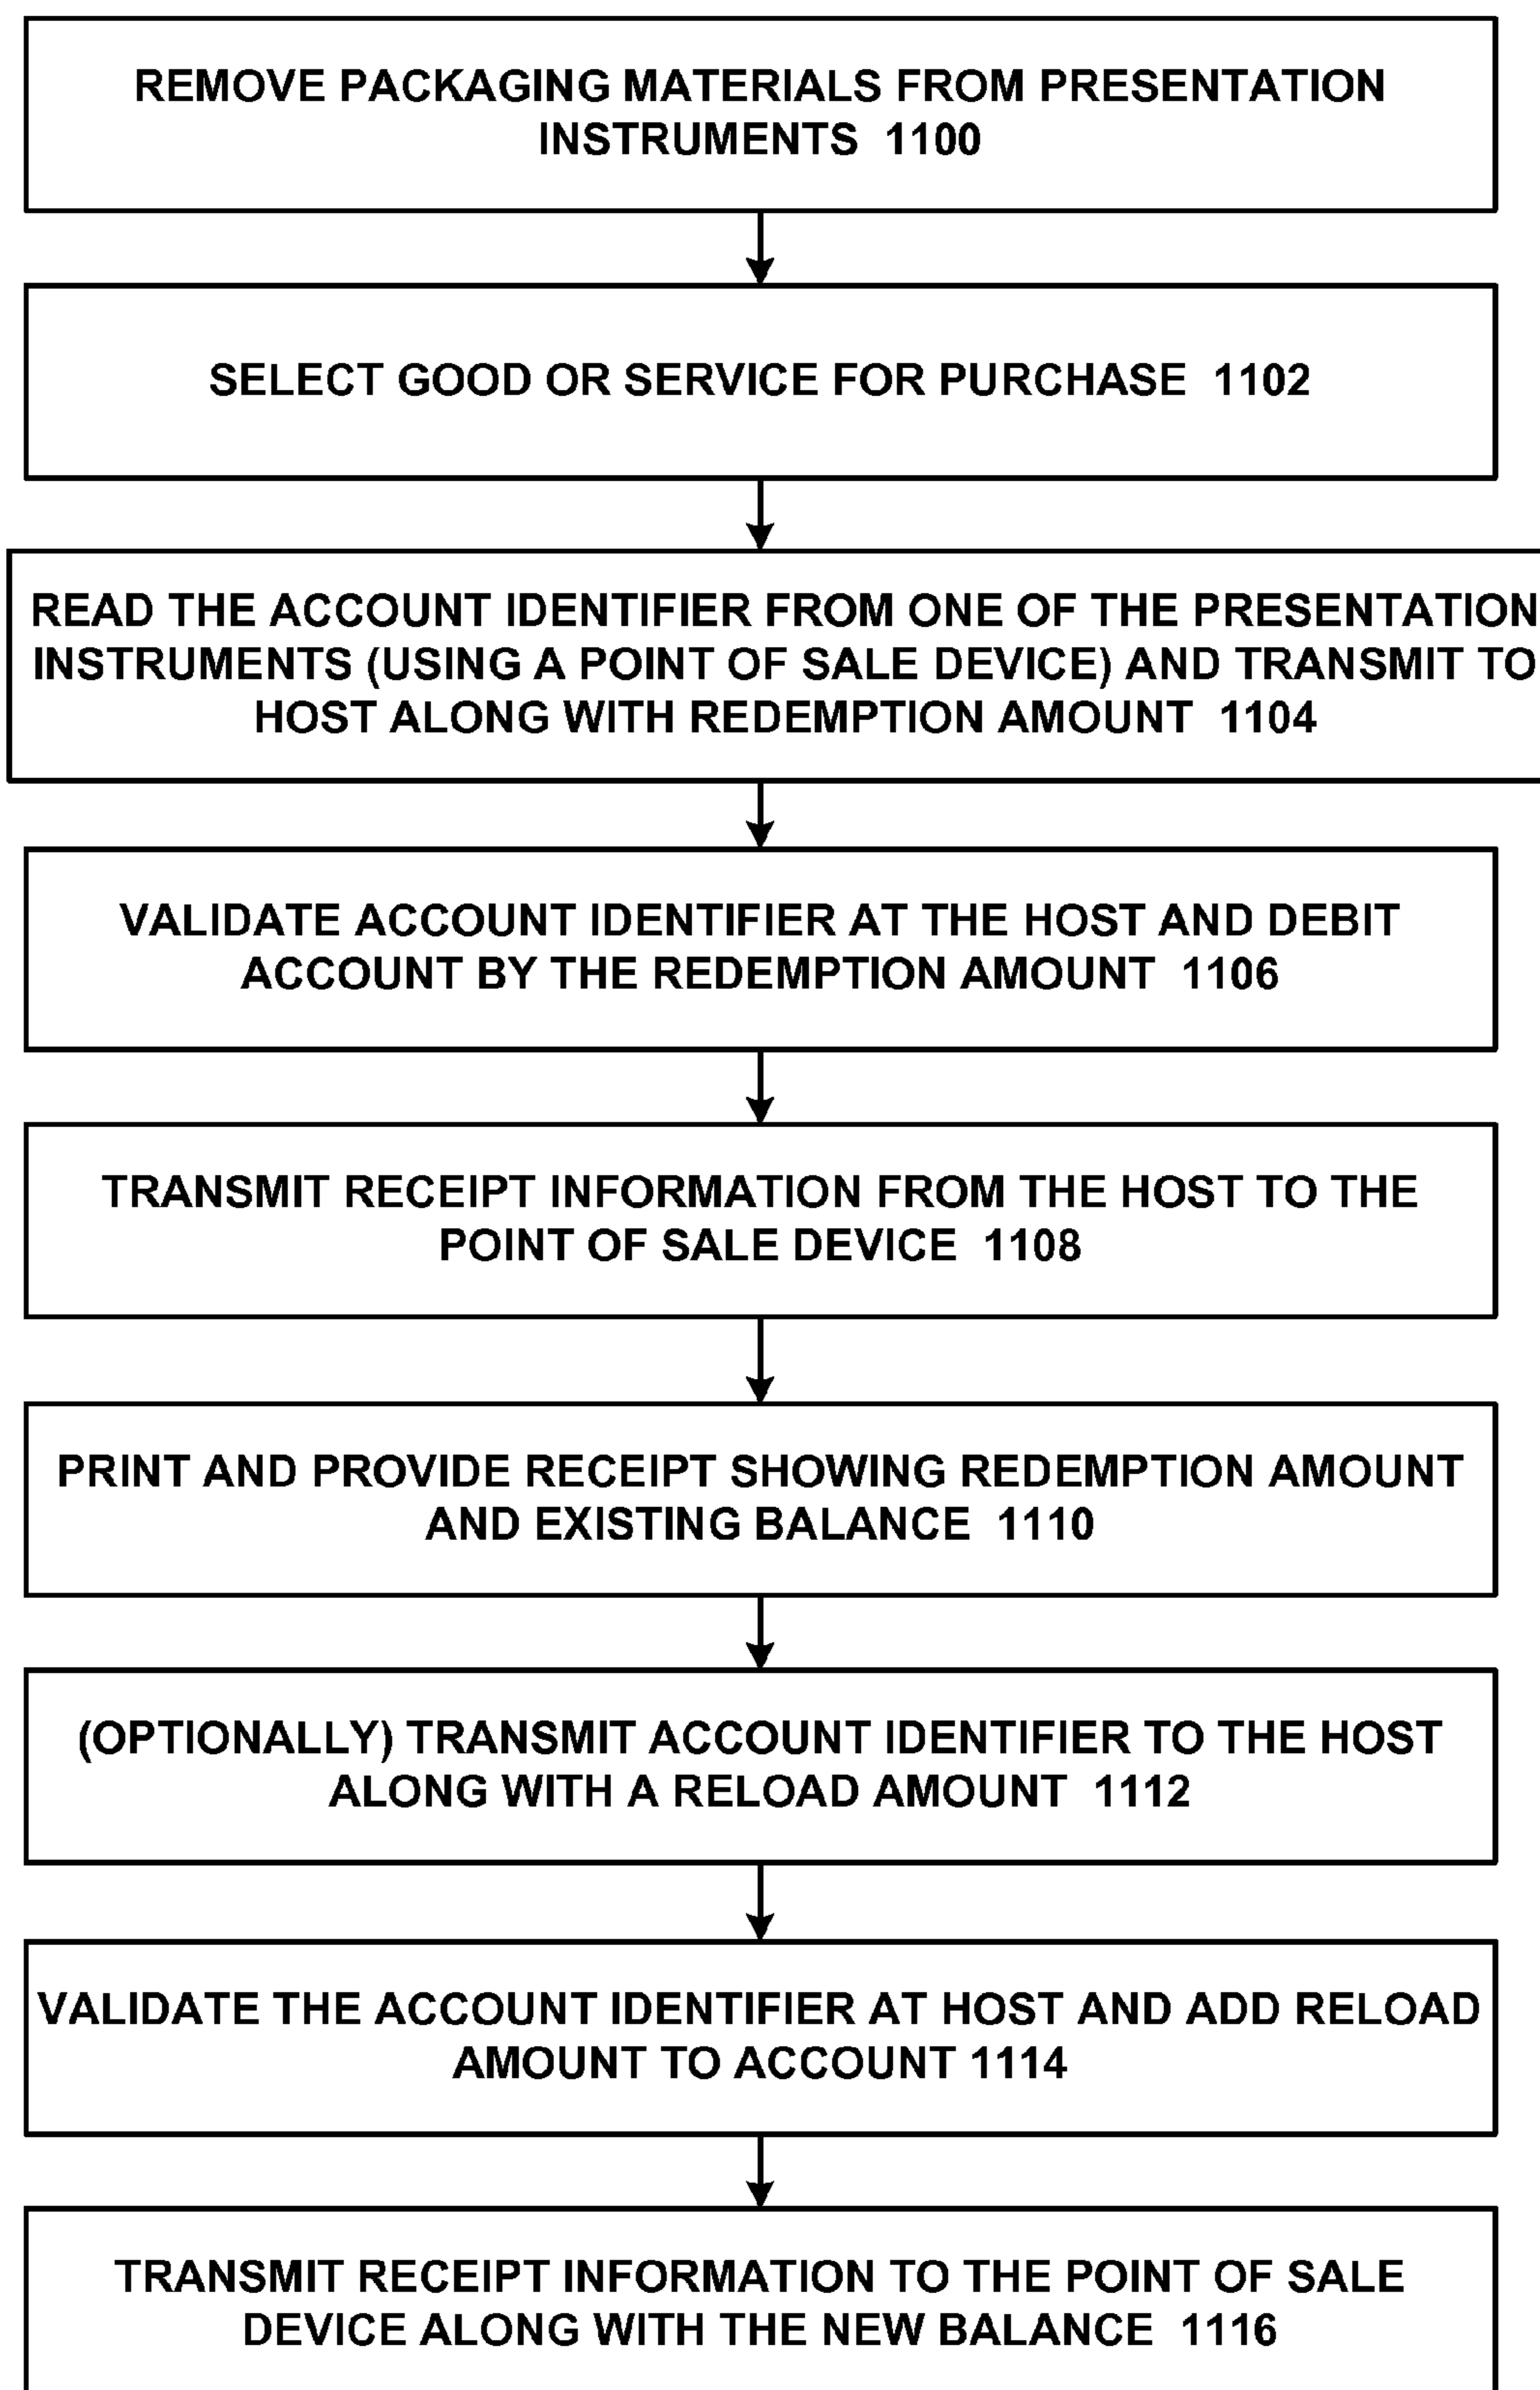 REMOVE PACKAGING MATERIALS FROM PRESENTATION
INSTRUMENTS 1100
SELECT GOOD OR SERVICE FOR PURCHASE 1102
READ THE ACCOUNT IDENTIFIER FROM ONE OF THE PRESENTATION
INSTRUMENTS (USING A POINT OF SALE DEVICE) AND TRANSMIT TO
HOST ALONG WITH REDEMPTION AMOUNT 1104
VALIDATE ACCOUNT IDENTIFIER AT THE HOST AND DEBIT
ACCOUNT BY THE REDEMPTION AMOUNT 1106
TRANSMIT RECEIPT INFORMATION FROM THE HOST TO THE
POINT OF SALE DEVICE 1108
PRINT AND PROVIDE RECEIPT SHOWING REDEMPTION AMOUNT
AND EXISTING BALANCE 1110
(OPTIONALLY) TRANSMIT ACCOUNT IDENTIFIER TO THE HOST
ALONG WITH A RELOAD AMOUNT 1112
VALIDATE THE ACCOUNT IDENTIFIER AT HOST AND ADD RELOAD
AMOUNT TO ACCOUNT 1114
TRANSMIT RECEIPT INFORMATION TO THE POINT OF SALE
DEVICE ALONG WITH THE NEW BALANCE 1116